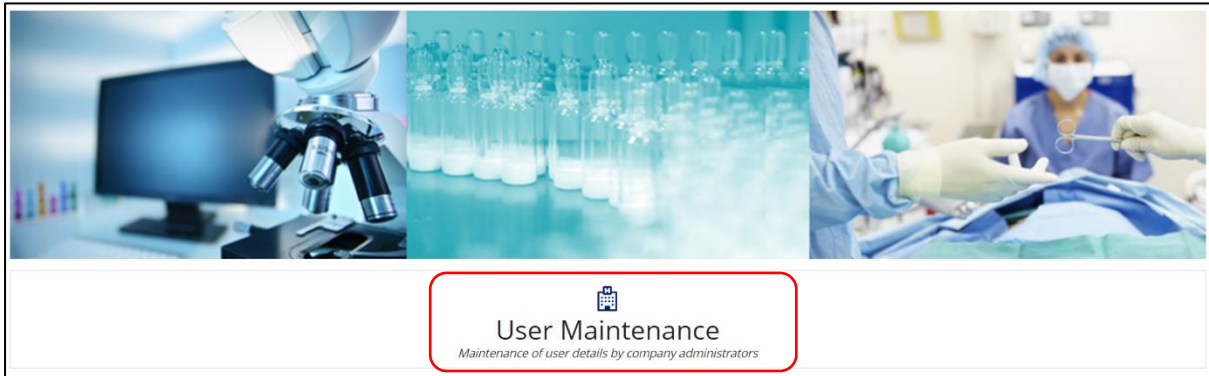 User Maintenance
Maintenance of user details by company administrators